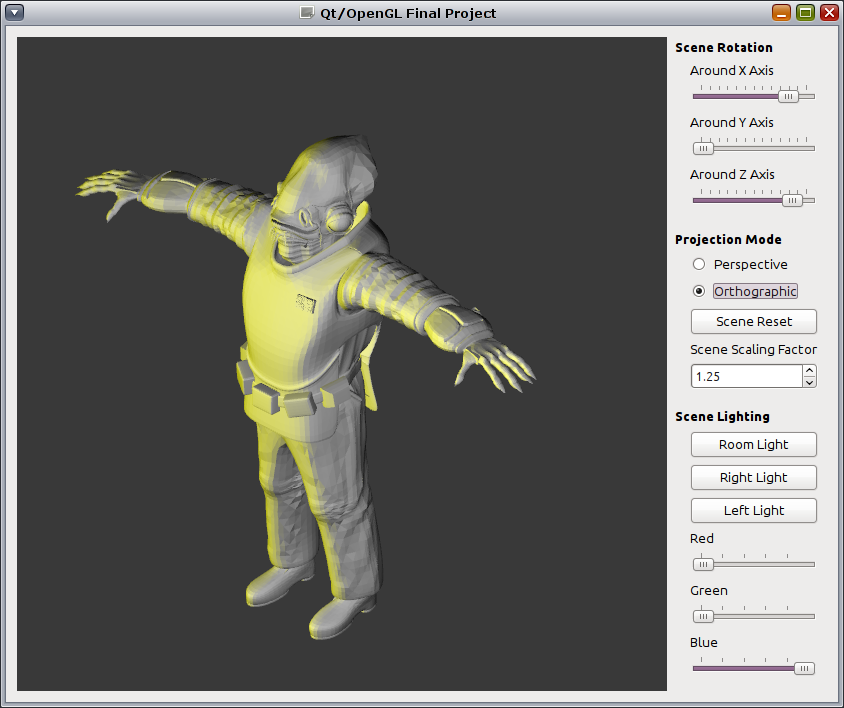 Qt/OpenGL Final Project
Scene Rotation
Around X Axis
Around Y Axis
Around Z Axis
Projection Mode
Perspective
Orthographic
Scene Reset
Scene Scaling Factor
1.25
Scene Lighting
Room Light
Right Light
Left Light
Red
Green
Blue